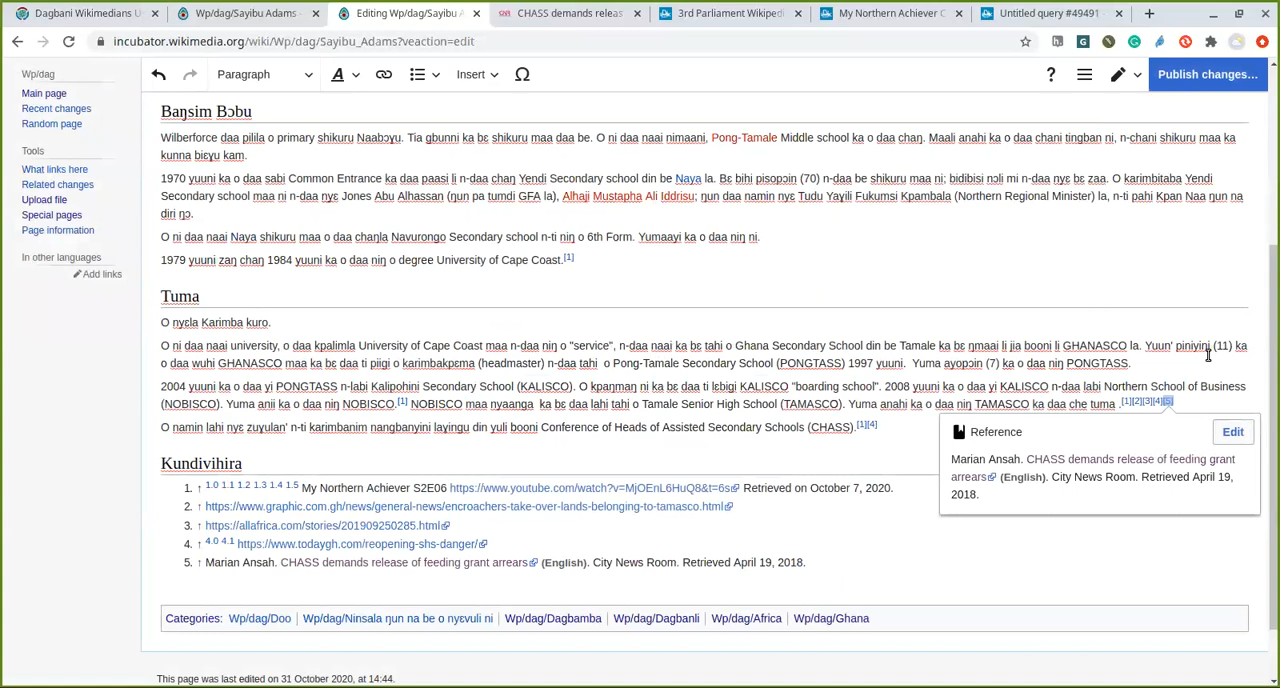 Dagbani Wikimedians U
Wp/dag/Sayibu Adams -
Editing Wp/dag/Sayibu A
CHASS demands releas
3rd Parliament Wikiped
My Northern Achiever
Untitled query #49491
incubator.wikimedia.org/wiki/Wp/dag/Sayibu_Adams?veaction=edit
Paragraph
A
Insert
Ω
?
Publish changes…
Wp/dag
Main page
Recent changes
Random page
Tools
What links here
Related changes
Upload file
Special pages
Page information
In other languages
Add links
Baŋsim Bɔbu
Wilberforce daa pilila o primary shikuru Naabɔɣu. Tia gbunni ka bɛ shikuru maa daa be. O ni daa naai nimaani, Pong-Tamale Middle school ka o daa chaŋ. Maali anahi ka o daa chani tingban ni, n-chani shikuru maa ka
kunna biɛɣu kam.
1970 yuuni ka o daa sabi Common Entrance ka daa paasi li n-daa chaŋ Yendi Secondary school din be Naya la. Bɛ bihi pisopɔin (70) n-daa be shikuru maa ni; bidibisi nɔli mi n-daa nyɛ bɛ zaa. O karimbitaba Yendi
Secondary school maa ni n-daa nyɛ Jones Abu Alhassan (ŋun pa tumdi GFA la), Alhaji Mustapha Ali Iddrisu; ŋun daa namin nyɛ Tudu Yaɣili Fukumsi Kpambala (Northern Regional Minister) la, n-ti pahi Kpan Naa ŋun na
diri ŋɔ.
O ni daa naai Naya shikuru maa o daa chaŋla Navurongo Secondary school n-ti niŋ o 6th Form. Yumaayi ka o daa niŋ ni.
1979 yuuni zaŋ chaŋ 1984 yuuni ka o daa niŋ o degree University of Cape Coast.[1]
Tuma
O nyɛla Karimba kuro.
O ni daa naai university, o daa kpalimla University of Cape Coast maa n-daa niŋ o "service", n-daa naai ka bɛ tahi o Ghana Secondary School din be Tamale ka bɛ ŋmaai li jia booni li GHANASCO la. Yuun' piniyini (11) ka
o daa wuhi GHANASCO maa ka bɛ daa ti piigi o karimbakpɛma (headmaster) n-daa tahi o Pong-Tamale Secondary School (PONGTASS) 1997 yuuni. Yuma ayopɔin (7) ka o daa niŋ PONGTASS.
2004 yuuni ka o daa yi PONGTASS n-labi Kalipohini Secondary School (KALISCO). O kpaŋmaŋ ni ka bɛ daa ti lɛbigi KALISCO "boarding school". 2008 yuuni ka o daa yi KALISCO n-daa labi Northern School of Business
(NOBISCO). Yuma anii ka o daa niŋ NOBISCO.[1] NOBISCO maa nyaanga ka bɛ daa lahi tahi o Tamale Senior High School (TAMASCO). Yuma anahi ka o daa niŋ TAMASCO ka daa che tuma .[1][2][3][4][5]
O namin lahi nyɛ zuɣulan' n-ti karimbanim nangbanyini laɣingu din yuli booni Conference of Heads of Assisted Secondary Schools (CHASS).[1][4]
Reference
Edit
Marian Ansah. CHASS demands release of feeding grant
arrears (English). City News Room. Retrieved April 19,
2018.
Kundivihira
1. ↑ 1.0 1.1 1.2 1.3 1.4 1.5 My Northern Achiever S2E06 https://www.youtube.com/watch?v=MjOEnL6HuQ8&t=6s Retrieved on October 7, 2020.
2. ↑ https://www.graphic.com.gh/news/general-news/encroachers-take-over-lands-belonging-to-tamasco.html
3. ↑ https://allafrica.com/stories/201909250285.html
4. ↑ 4.0 4.1 https://www.todaygh.com/reopening-shs-danger/
5. ↑ Marian Ansah. CHASS demands release of feeding grant arrears (English). City News Room. Retrieved April 19, 2018.
Categories: Wp/dag/Doo | Wp/dag/Ninsala ŋun na be o nyɛvuli ni | Wp/dag/Dagbamba | Wp/dag/Dagbanli | Wp/dag/Africa | Wp/dag/Ghana
This page was last edited on 31 October 2020, at 14:44.